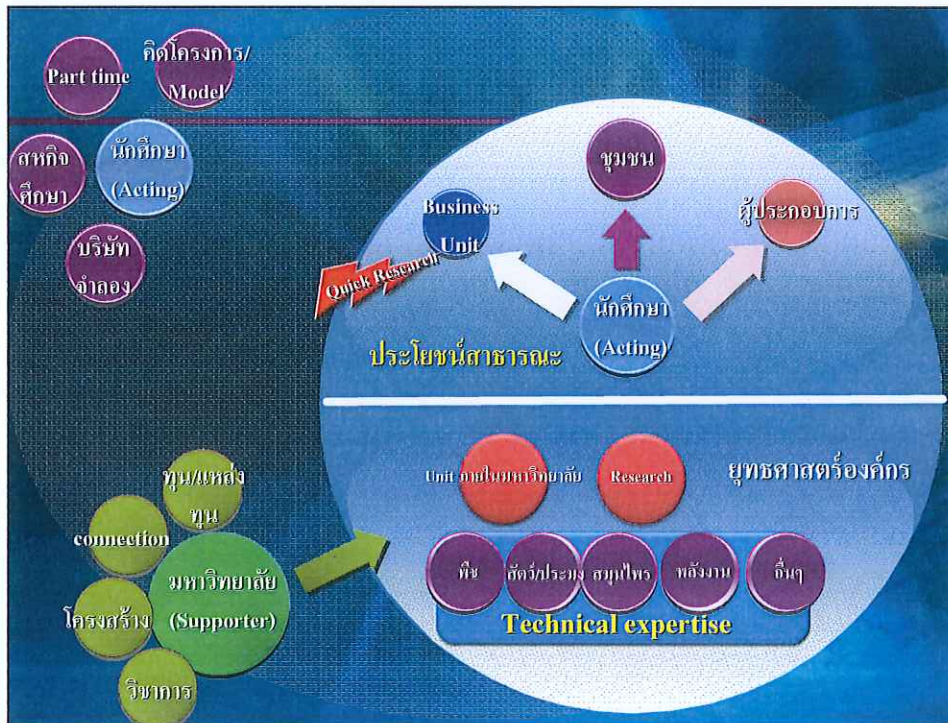 Part time
คิดโครงการ/
Model
สหกิจ
ศึกษา
นักศึกษา
(Acting)
บริษัท
จำลอง
ชุมชน
Business
Unit
ผู้ประกอบการ
Quick Research
นักศึกษา
(Acting)
ประโยชน์สาธารณะ
Unit ภายในมหาวิทยาลัย
Research
ยุทธศาสตร์องค์กร
ทุน/แหล่ง
ทุน
connection
มหาวิทยาลัย
(Supporter)
โครงสร้าง
วิชาการ
พืช
สัตว์/ประมง
สมุนไพร
พลังงาน
อื่นๆ
Technical expertise